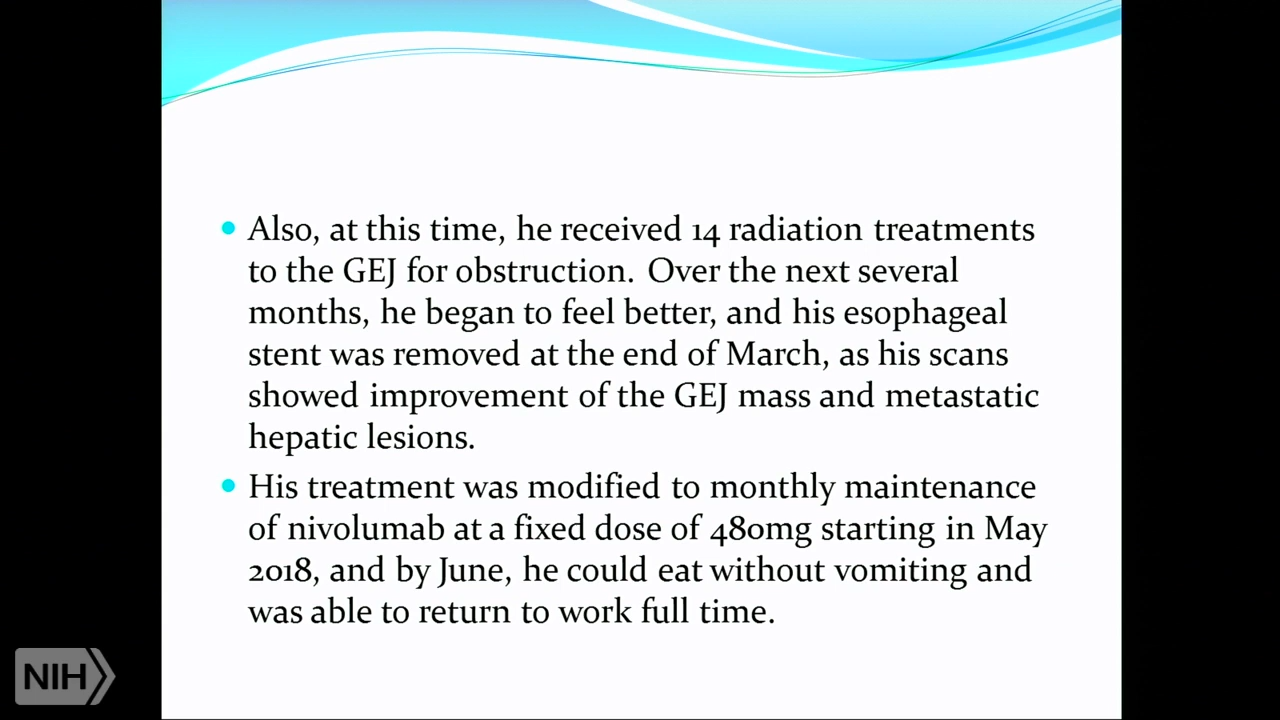 Also, at this time, he received 14 radiation treatments
to the GEJ for obstruction. Over the next several
months, he began to feel better, and his esophageal
stent was removed at the end of March, as his scans
showed improvement of the GEJ mass and metastatic
hepatic lesions.
His treatment was modified to monthly maintenance
of nivolumab at a fixed dose of 480mg starting in May
2018, and by June, he could eat without vomiting and
was able to return to work full time.
NIH